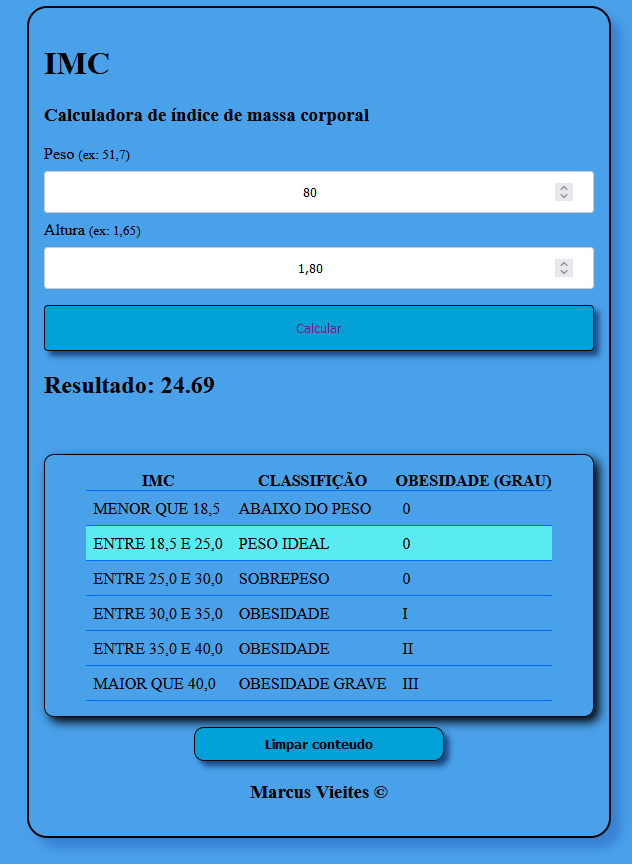 IMC
Calculadora de índice de massa corporal
Peso (ex: 51,7)
80
Altura (ex: 1,65)
1,80
Calcular
Resultado: 24.69
IMC CLASSIFIÇÃO OBESIDADE (GRAU)
MENOR QUE 18,5 ABAIXO DO PESO 0
ENTRE 18,5 E 25,0 PESO IDEAL 0
ENTRE 25,0 E 30,0 SOBREPESO 0
ENTRE 30,0 E 35,0 OBESIDADE I
ENTRE 35,0 E 40,0 OBESIDADE II
MAIOR QUE 40,0 OBESIDADE GRAVE III
Limpar conteudo
Marcus Vieites ©